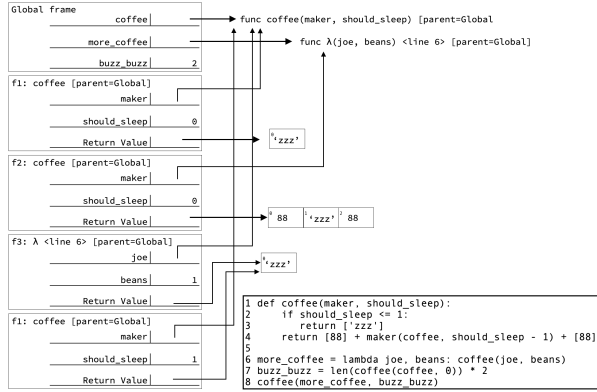 Global frame
coffee
func coffee(maker, should_sleep) [parent=Global
more_coffee
func λ(joe, beans) <line 6> [parent=Global]
buzz_buzz 2
f1: coffee [parent=Global]
maker
should_sleep 0
Return Value
0 ‘zzz’
f2: coffee [parent=Global]
maker
should_sleep 0
Return Value
0 88 1 ‘zzz’ 2 88
f3: λ <line 6> [parent=Global]
joe
beans 1
Return Value
0 ‘zzz’
f1: coffee [parent=Global]
maker
should_sleep 1
Return Value
1 def coffee(maker, should_sleep):
2 if should_sleep <= 1:
3 return ['zzz']
4 return [88] + maker(coffee, should_sleep - 1) + [88]
5
6 more_coffee = lambda joe, beans: coffee(joe, beans)
7 buzz_buzz = len(coffee(coffee, 0)) * 2
8 coffee(more_coffee, buzz_buzz)